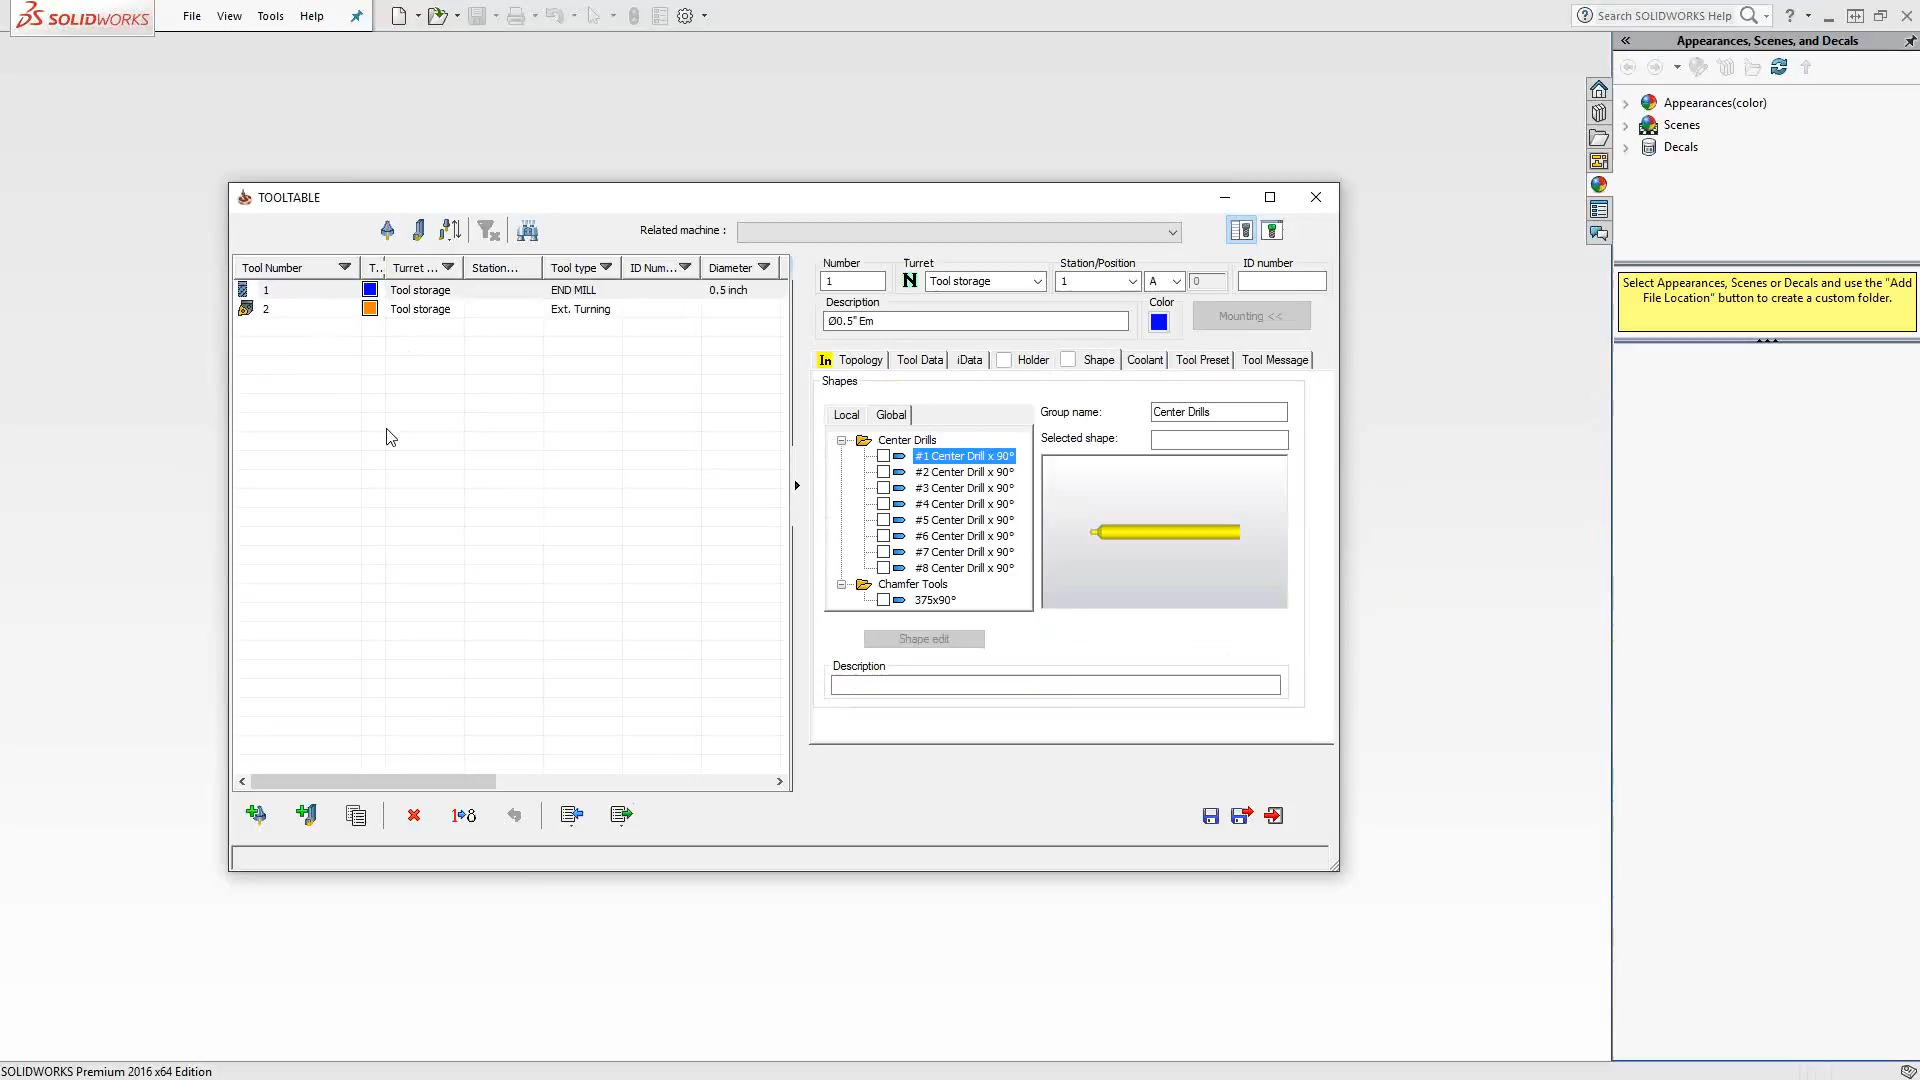 SOLIDWORKS File View Tools Help Search SOLIDWORKS Help ?
Appearances, Scenes, and Decals
Appearances(color)
Scenes
Decals
Select Appearances, Scenes or Decals and use the "Add
File Location" button to create a custom folder.
TOOLTABLE
Related machine :
Tool Number T.. Turret ... Station... Tool type ID Num... Diameter
1 Tool storage END MILL 0.5 inch
2 Tool storage Ext. Turning
Number Turret Station/Position ID number
1 N Tool storage 1 A 0
Description Color
Ø0.5" Em Mounting <<
In Topology Tool Data iData Holder Shape Coolant Tool Preset Tool Message
Shapes
Local Global
Group name: Center Drills
Selected shape:
Center Drills
#1 Center Drill x 90°
#2 Center Drill x 90°
#3 Center Drill x 90°
#4 Center Drill x 90°
#5 Center Drill x 90°
#6 Center Drill x 90°
#7 Center Drill x 90°
#8 Center Drill x 90°
Chamfer Tools
375x90°
Shape edit
Description
1 8
SOLIDWORKS Premium 2016 x64 Edition